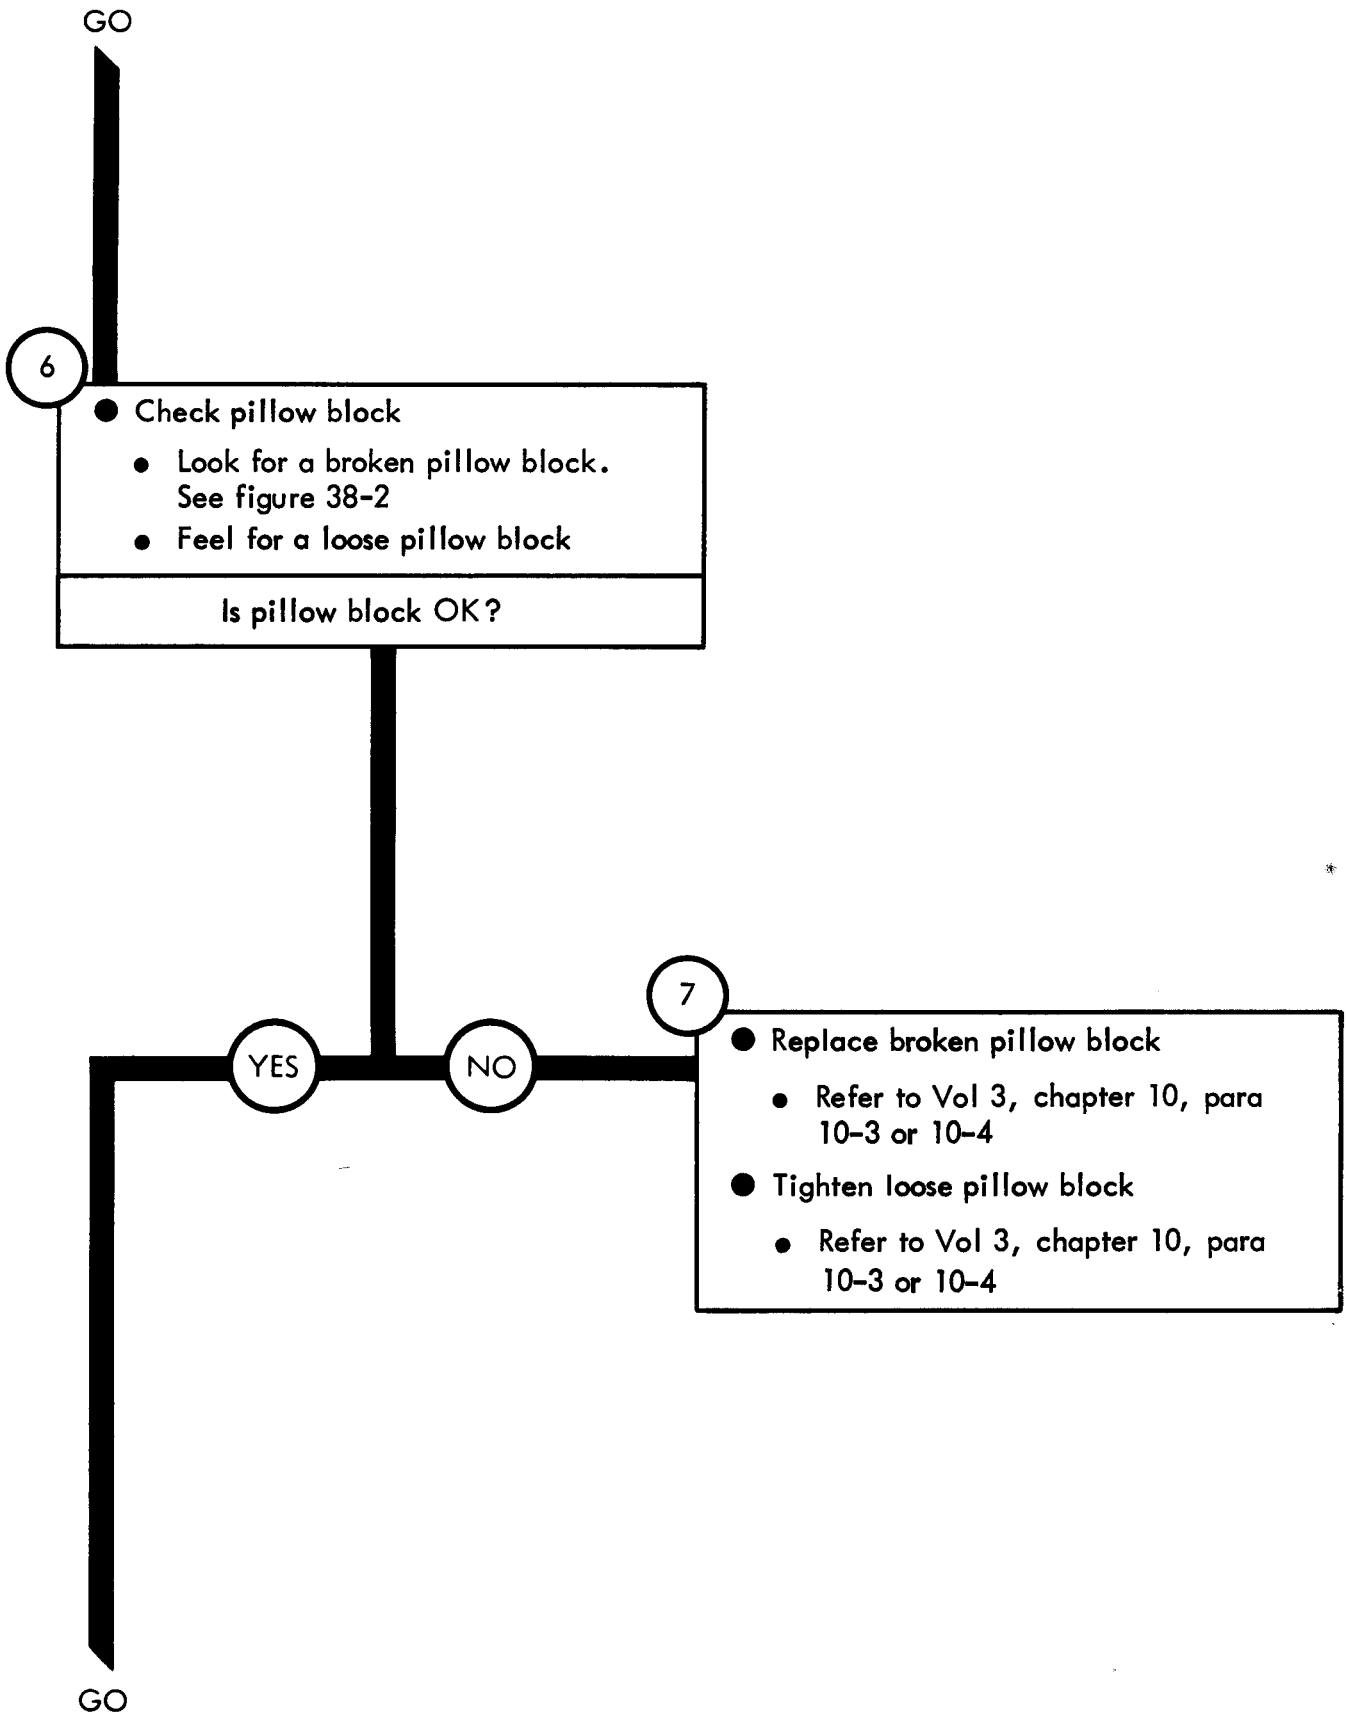 GO
6
● Check pillow block
● Look for a broken pillow block.
See figure 38-2
● Feel for a loose pillow block
Is pillow block OK?
YES
NO
7
● Replace broken pillow block
● Refer to Vol 3, chapter 10, para
10-3 or 10-4
● Tighten loose pillow block
● Refer to Vol 3, chapter 10, para
10-3 or 10-4
GO